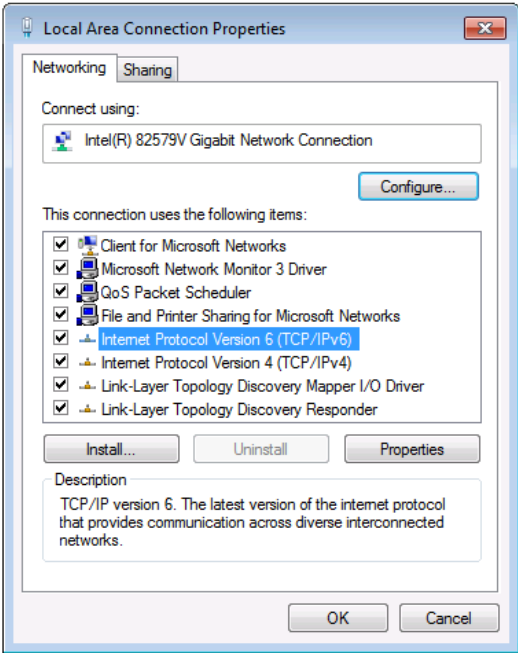 Local Area Connection Properties
Networking
Sharing
Connect using:
Intel(R) 82579V Gigabit Network Connection
Configure...
This connection uses the following items:
Client for Microsoft Networks
Microsoft Network Monitor 3 Driver
QoS Packet Scheduler
File and Printer Sharing for Microsoft Networks
Internet Protocol Version 6 (TCP/IPv6)
Internet Protocol Version 4 (TCP/IPv4)
Link-Layer Topology Discovery Mapper I/O Driver
Link-Layer Topology Discovery Responder
Install...
Uninstall
Properties
Description
TCP/IP version 6. The latest version of the internet protocol
that provides communication across diverse interconnected
networks.
OK
Cancel